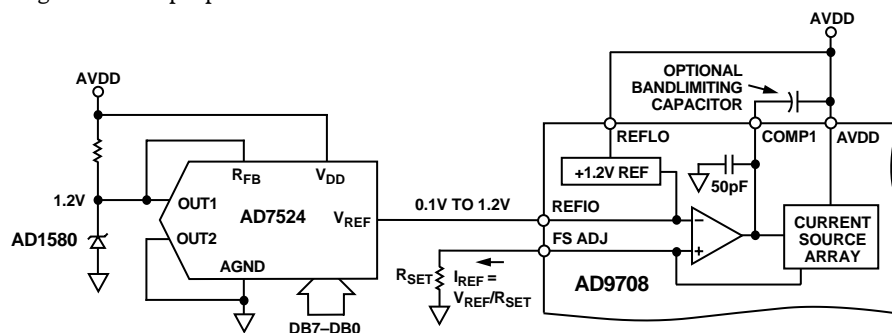 AVDD
OPTIONAL
BANDLIMITING
CAPACITOR
AVDD
REFLO
COMP1
AVDD
RFB
VDD
+1.2V REF
50pF
1.2V
OUT1
AD7524
VREF
0.1V TO 1.2V
REFIO
–
AD1580
OUT2
FS ADJ
+
CURRENT
SOURCE
ARRAY
AGND
RSET
IREF =
VREF/RSET
AD9708
DB7–DB0